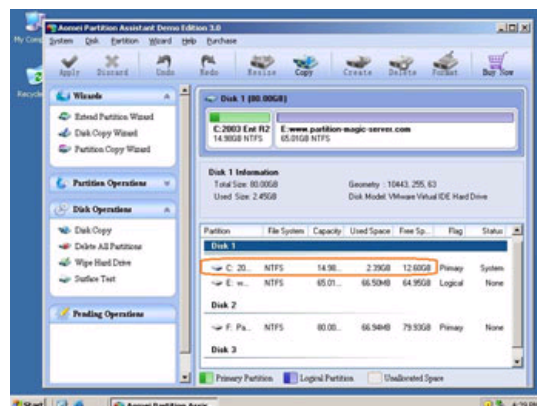 Aomei Partition Assistant Demo Edition 3.0
My Comp
System Disk Partition Wizard Help Purchase
Apply Discard Undo Redo Resize Copy Create Delete Format Buy Now
Recycle
Wizards
Extend Partition Wizard
Disk Copy Wizard
Partition Copy Wizard
Partition Operations
Disk Operations
Disk Copy
Delete All Partitions
Wipe Hard Drive
Surface Test
Pending Operations
Disk 1 (80.00GB)
C:2003 Ent R2 E:www.partition-magic-server.com
14.98GB NTFS 65.01GB NTFS
Disk 1 Information
Total Size: 80.00GB Geometry : 10443, 255, 63
Used Size: 2.45GB Disk Model: VMware Virtual IDE Hard Drive
Partition File System Capacity Used Space Free Sp... Flag Status
Disk 1
C: 20... NTFS 14.98... 2.39GB 12.60GB Primary System
E: w... NTFS 65.01... 66.50MB 64.95GB Logical None
Disk 2
F: Pa... NTFS 80.00... 66.94MB 79.93GB Primary None
Disk 3
Primary Partition Logical Partition Unallocated Space
Start Aomei Partition Assis... 4:29 PM